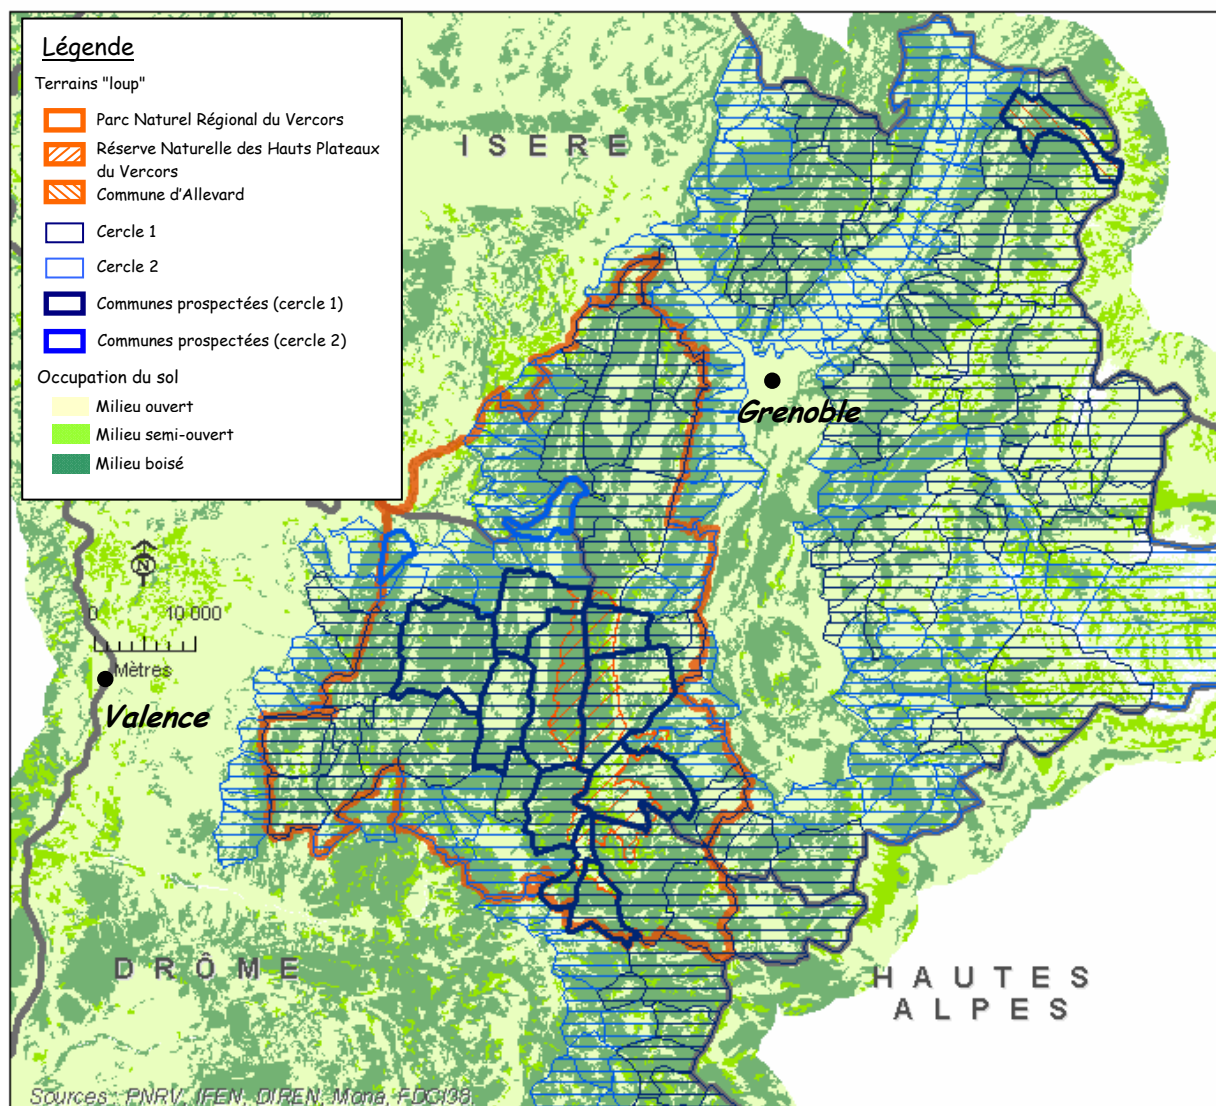 Légende
Terrains "loup"
Parc Naturel Régional du Vercors
Réserve Naturelle des Hauts Plateaux
du Vercors
Commune d'Allevard
Cercle 1
Cercle 2
Communes prospectées (cercle 1)
Communes prospectées (cercle 2)
Occupation du sol
Milieu ouvert
Milieu semi-ouvert
Milieu boisé
ISERE
Grenoble
N
0 10 000
Mètres
Valence
DRÔME
HAUTES
ALPES
Sources : PNRV, IFEN, DIREN, Mona, FDCI38,